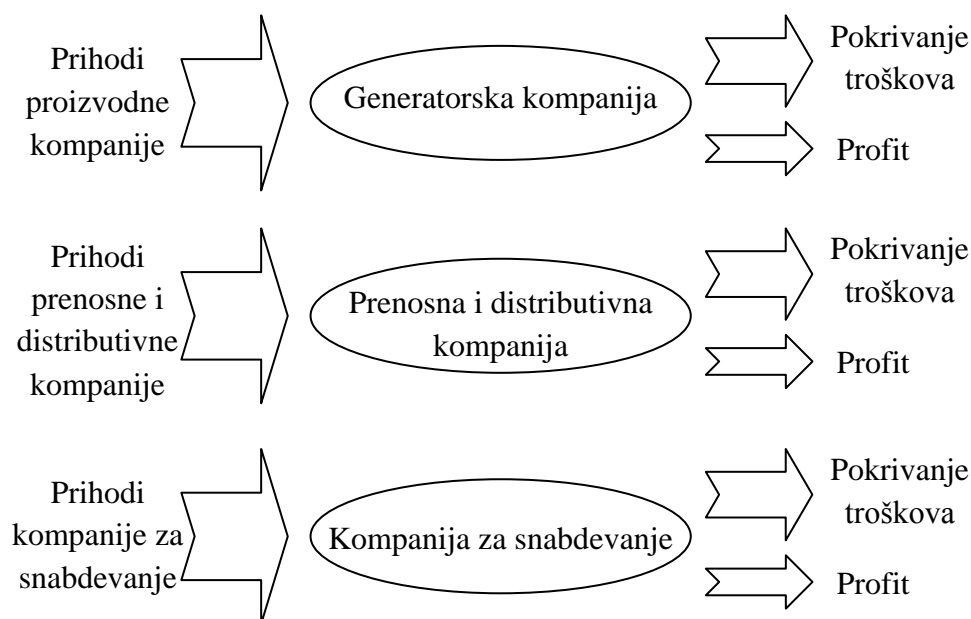 Prihodi
proizvodne
kompanije
Generatorska kompanija
Pokrivanje
troškova
Profit
Prihodi
prenosne i
distributivne
kompanije
Prenosna i distributivna
kompanija
Pokrivanje
troškova
Profit
Prihodi
kompanije za
snabdevanje
Kompanija za snabdevanje
Pokrivanje
troškova
Profit